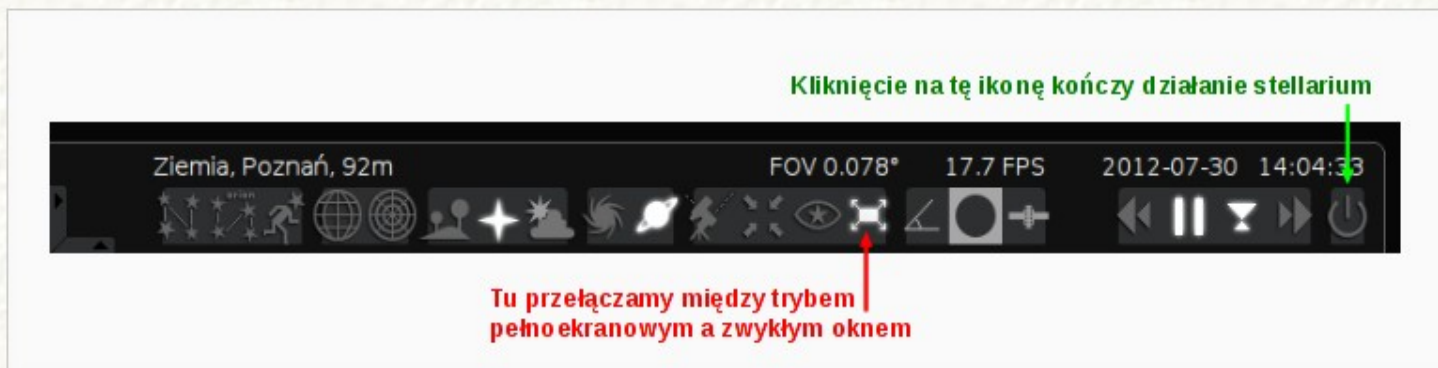 Kliknięcie na tę ikonę kończy działanie stellarium
Ziemia, Poznań, 92m FOV 0.078° 17.7 FPS 2012-07-30 14:04:33
orion
Tu przełączamy między trybem
pełnoekranowym a zwykłym oknem